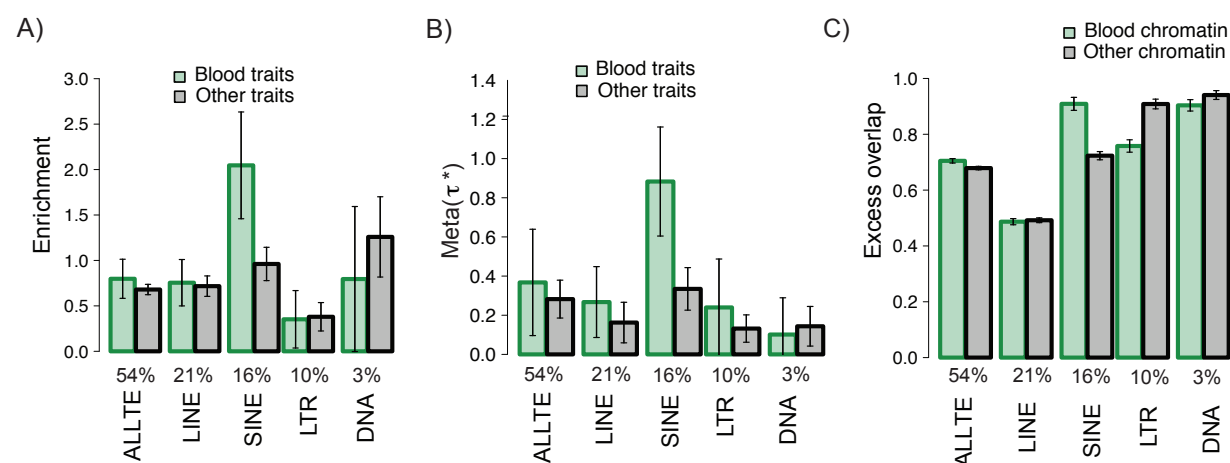 A)
Blood traits
Other traits
Enrichment
3.0
2.5
2.0
1.5
1.0
0.5
0.0
54% 21% 16% 10% 3%
ALLTE LINE SINE LTR DNA
B)
Blood traits
Other traits
Meta(τ*)
1.4
1.2
1.0
0.8
0.6
0.4
0.2
0.0
54% 21% 16% 10% 3%
ALLTE LINE SINE LTR DNA
C)
Blood chromatin
Other chromatin
Excess overlap
1.0
0.8
0.6
0.4
0.2
0.0
54% 21% 16% 10% 3%
ALLTE LINE SINE LTR DNA